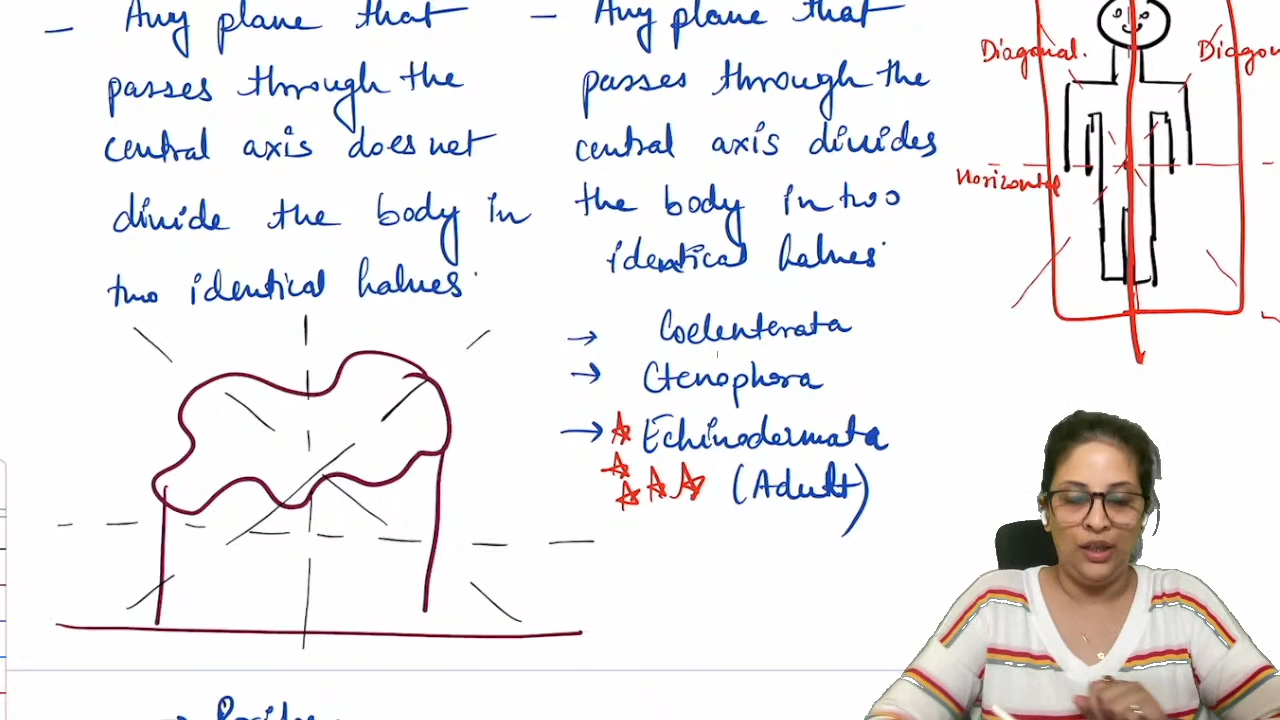 - Any plane that
passes through the
central axis does not
divide the body in
two identical halves
- Any plane that
passes through the
central axis divides
the body in two
identical halves
→ Coelenterata
→ Ctenophora
→ Echinodermata
(Adult)
Diagonal.
Diagon
Horizontal